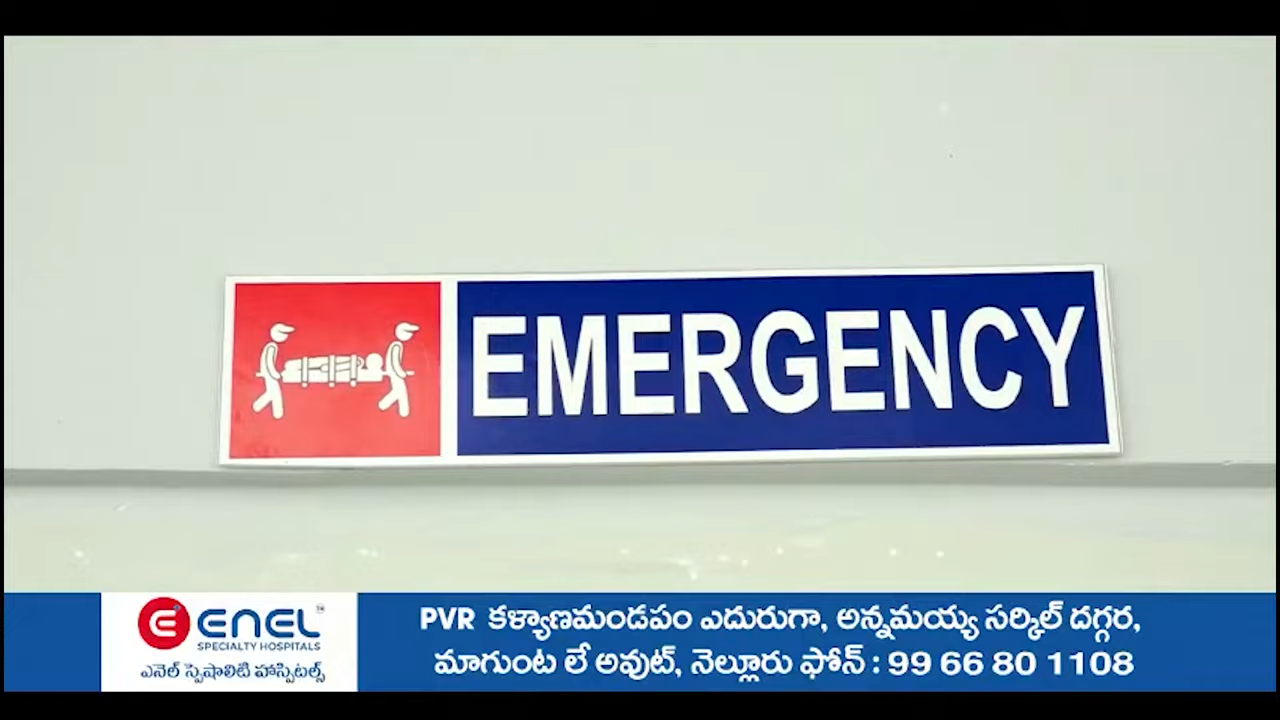 EMERGENCY
ENEL
TM
SPECIALTY HOSPITALS
ఎనెల్ స్పెషాలిటి హాస్పిటల్స్
PVR కళ్యాణమండపం ఎదురుగా, అన్నమయ్య సర్కిల్ దగ్గర,
మాగుంట లే అవుట్, నెల్లూరు ఫోన్ : 99 66 80 1108